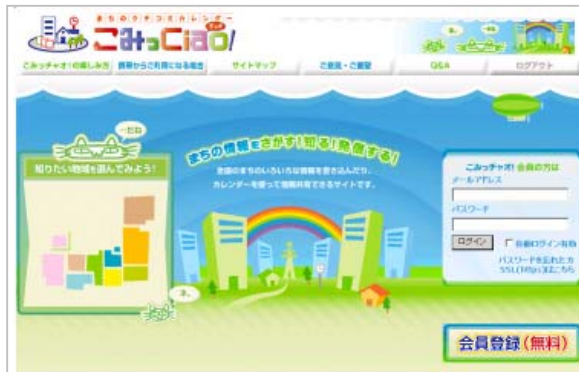 まちのクチコミカレンダー
こみっCiao!
こみっチャオ!の楽しみ方
携帯からご利用になる場合
サイトマップ
ご意見・ご要望
Q&A
ログアウト
知りたい地域を選んでみよう!
まちの情報をさがす!知る!発信する!
全国のまちのいろいろな情報を書き込んだり、
カレンダーを使って情報共有できるサイトです。
こみっチャオ!会員の方は
メールアドレス
パスワード
ログイン
自動ログイン有効
パスワードを忘れた方
SSL(https)はこちら
会員登録(無料)